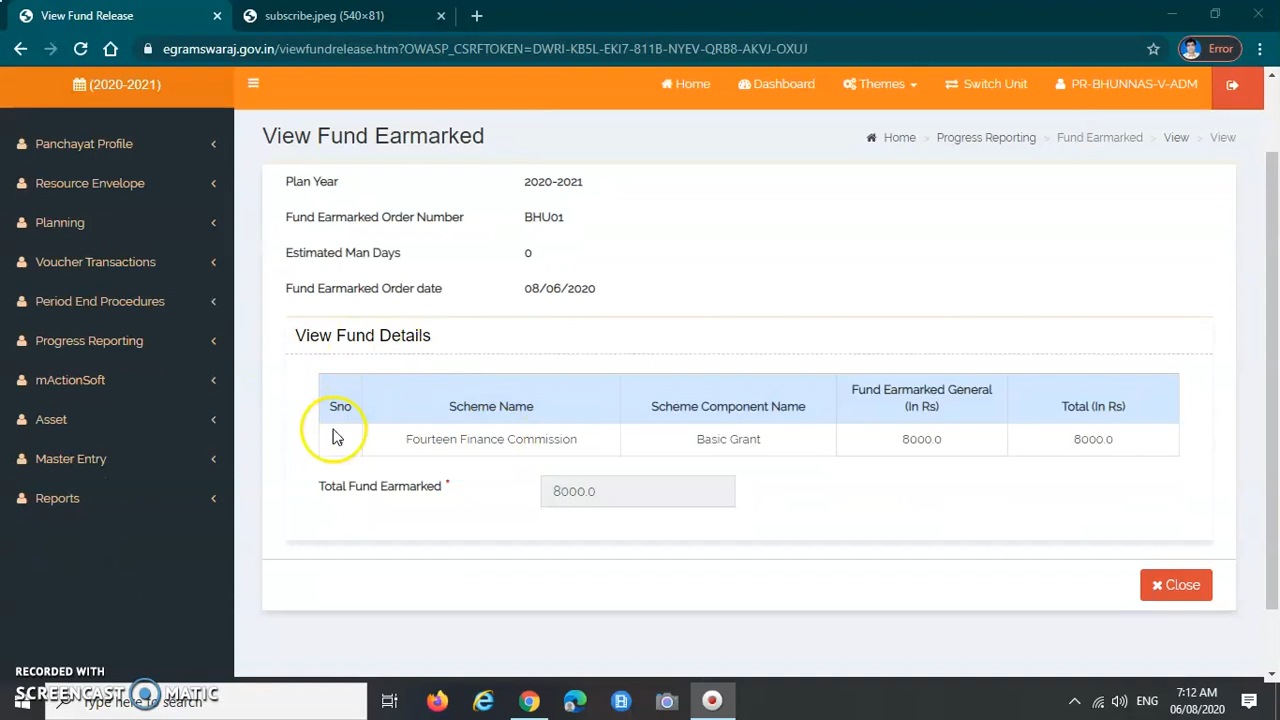 View Fund Release
subscribe.jpeg (540×81)
egramswaraj.gov.in/viewfundrelease.htm?OWASP_CSRFTOKEN=DWRI-KB5L-EKI7-811B-NYEV-QRB8-AKVJ-OXUJ
Error
(2020-2021)
Home
Dashboard
Themes
Switch Unit
PR-BHUNNAS-V-ADM
Panchayat Profile
Resource Envelope
Planning
Voucher Transactions
Period End Procedures
Progress Reporting
mActionSoft
Asset
Master Entry
Reports
View Fund Earmarked
Home > Progress Reporting > Fund Earmarked > View > View
Plan Year 2020-2021
Fund Earmarked Order Number BHU01
Estimated Man Days 0
Fund Earmarked Order date 08/06/2020
View Fund Details
Sno Scheme Name Scheme Component Name Fund Earmarked General (In Rs) Total (In Rs)
Fourteen Finance Commission Basic Grant 8000.0 8000.0
Total Fund Earmarked * 8000.0
Close
RECORDED WITH
SCREENCAST MATIC
Type here to search
ENG
7:12 AM
06/08/2020